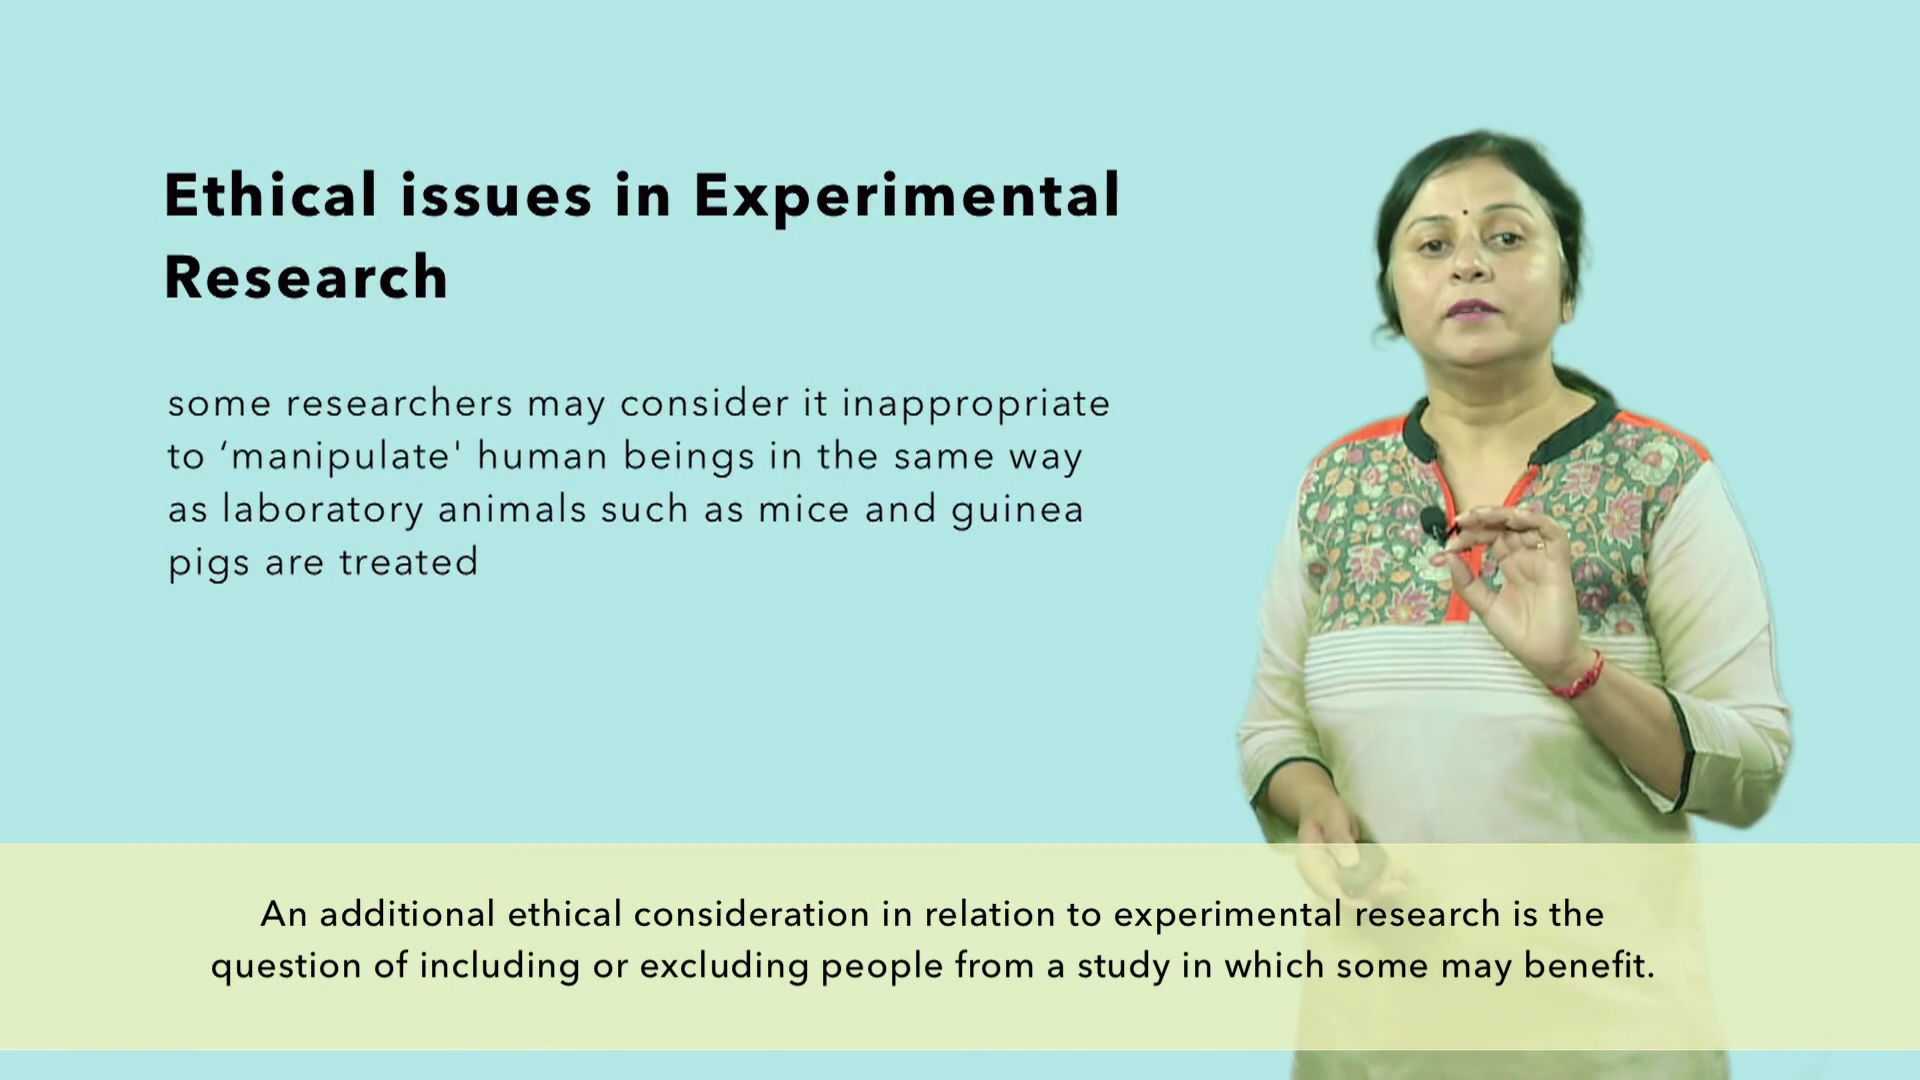 Ethical issues in Experimental
Research
some researchers may consider it inappropriate
to ‘manipulate' human beings in the same way
as laboratory animals such as mice and guinea
pigs are treated
An additional ethical consideration in relation to experimental research is the
question of including or excluding people from a study in which some may benefit.